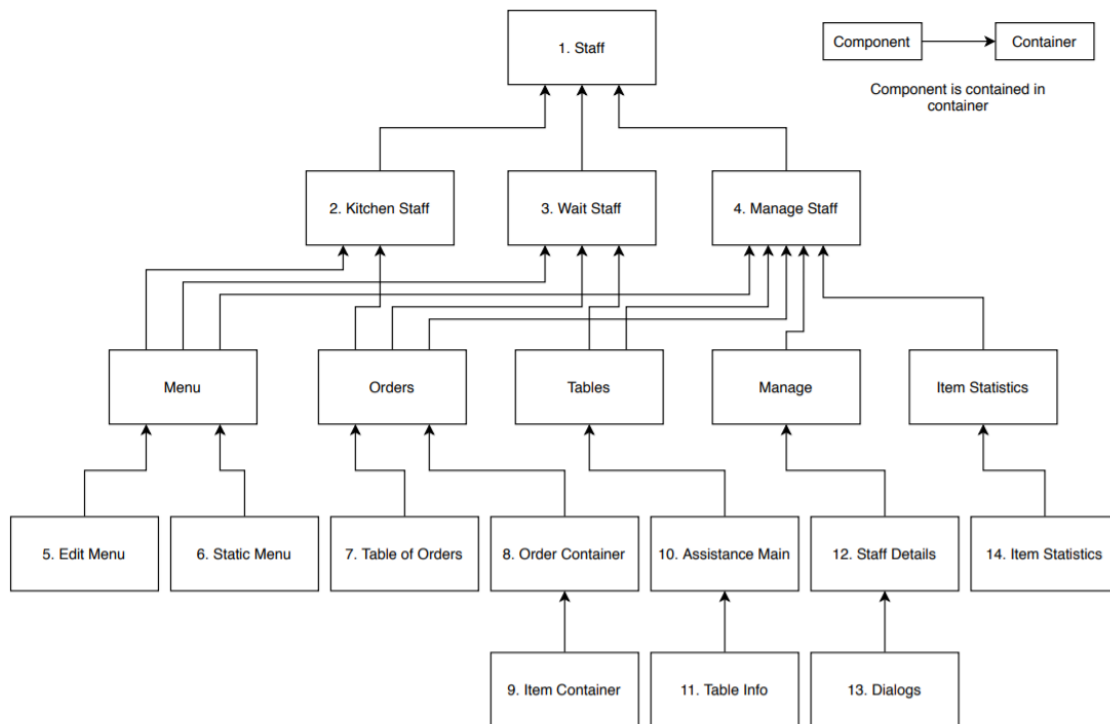 1. Staff
Component
Container
Component is contained in
container
2. Kitchen Staff
3. Wait Staff
4. Manage Staff
Menu
Orders
Tables
Manage
Item Statistics
5. Edit Menu
6. Static Menu
7. Table of Orders
8. Order Container
10. Assistance Main
12. Staff Details
14. Item Statistics
9. Item Container
11. Table Info
13. Dialogs